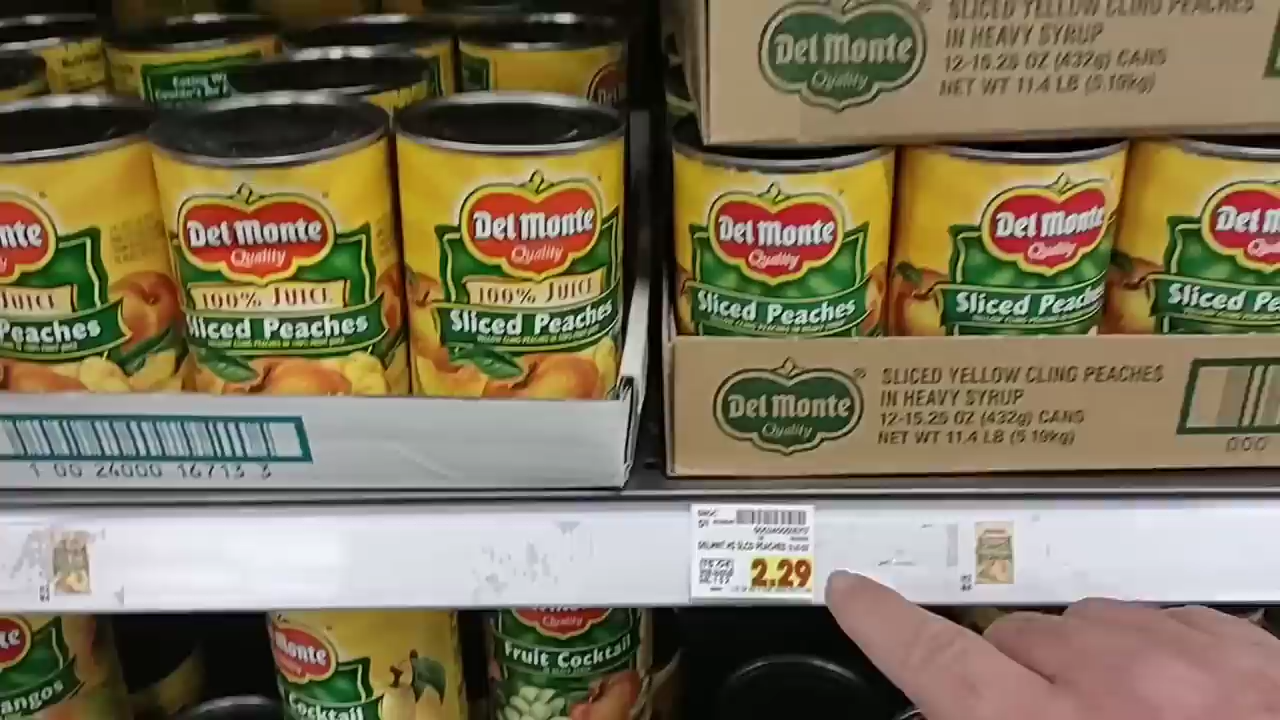 Del Monte
Quality
SLICED YELLOW CLING PEACHES
IN HEAVY SYRUP
12-15.25 OZ (432g) CANS
NET WT 11.4 LB (5.19kg)
Del Monte
Quality
100% JUICE
Sliced Peaches
Del Monte
Quality
100% JUICE
Sliced Peaches
Del Monte
Quality
Sliced Peaches
Del Monte
Quality
Sliced Peaches
JUICE
Peaches
Del Monte
Quality
SLICED YELLOW CLING PEACHES
IN HEAVY SYRUP
12-15.25 OZ (432g) CANS
NET WT 11.4 LB (5.19kg)
000
1 00 24000 16713 3
2.29
Monte
Cocktail
Quality
Fruit Cocktail